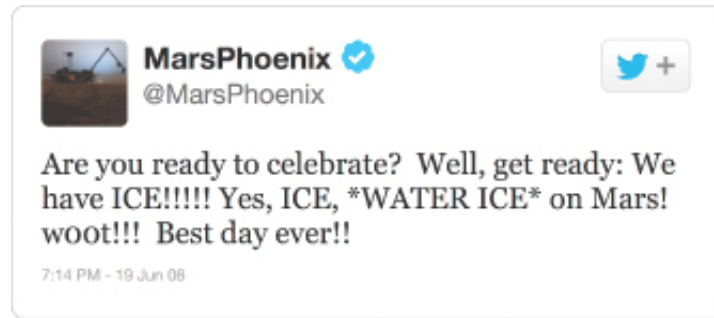 MarsPhoenix
@MarsPhoenix
+
Are you ready to celebrate?  Well, get ready: We
have ICE!!!!! Yes, ICE, *WATER ICE* on Mars!
w00t!!!  Best day ever!!
7:14 PM - 19 Jun 08